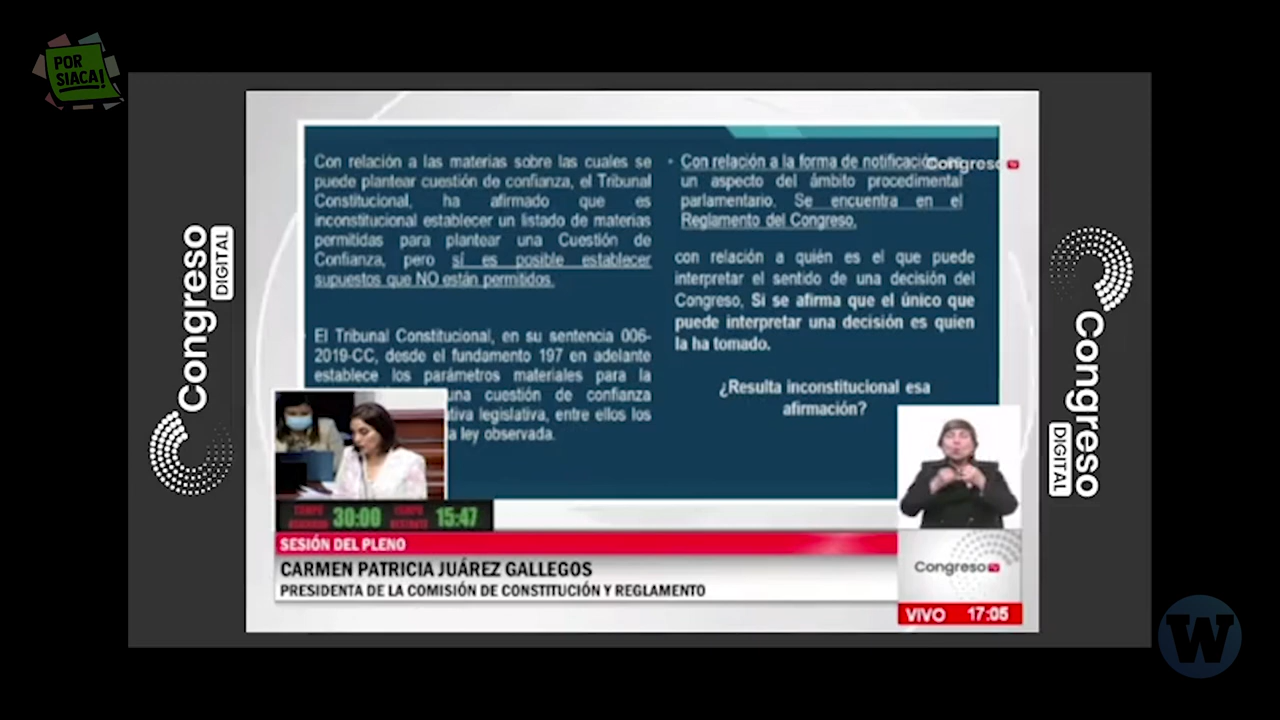 POR
SIACA!
Con relación a las materias sobre las cuales se
puede plantear cuestión de confianza, el Tribunal
Constitucional, ha afirmado que es
inconstitucional establecer un listado de materias
permitidas para plantear una Cuestión de
Confianza, pero sí es posible establecer
supuestos que NO están permitidos.
El Tribunal Constitucional, en su sentencia 006-
2019-CC, desde el fundamento 197 en adelante
establece los parámetros materiales para la
una cuestión de confianza
ativa legislativa, entre ellos los
a ley observada.
Con relación a la forma de notificació
un aspecto del ámbito procedimental
parlamentario. Se encuentra en el
Reglamento del Congreso.
con relación a quién es el que puede
interpretar el sentido de una decisión del
Congreso, Si se afirma que el único que
puede interpretar una decisión es quien
la ha tomado.
¿Resulta inconstitucional esa
afirmación?
Congreso
Congreso
DIGITAL
Congreso
DIGITAL
30:00
15:47
SESIÓN DEL PLENO
CARMEN PATRICIA JUÁREZ GALLEGOS
PRESIDENTA DE LA COMISIÓN DE CONSTITUCIÓN Y REGLAMENTO
Congreso
VIVO 17:05
W